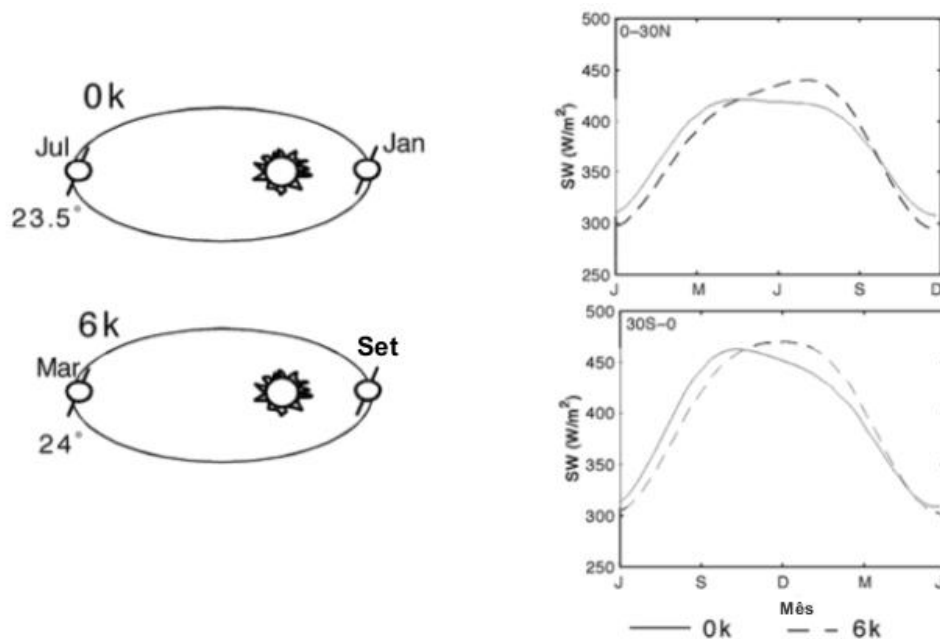 0k
Jul
Jan
23.5°
6k
Mar
Set
24°
500
450
400
350
300
250
SW (W/m²)
0–30N
J
M
J
S
D
500
450
400
350
300
250
SW (W/m²)
30S–0
J
S
D
M
J
Mês
0k
6k